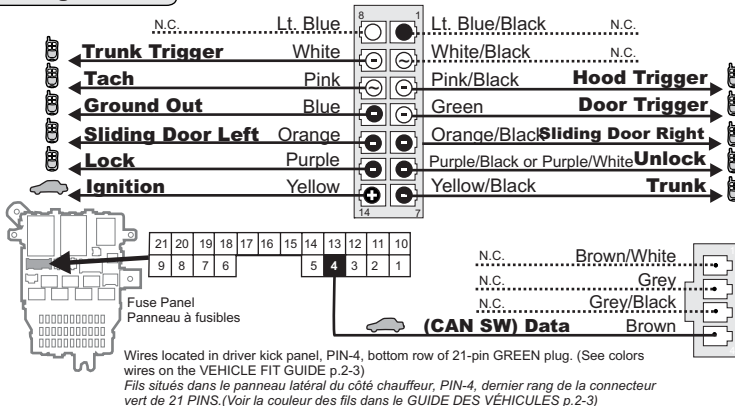 N.C. Lt. Blue 8 1 Lt. Blue/Black N.C.
Trunk Trigger White White/Black N.C.
Tach Pink Pink/Black Hood Trigger
Ground Out Blue Green Door Trigger
Sliding Door Left Orange Orange/Black Sliding Door Right
Lock Purple Purple/Black or Purple/White Unlock
Ignition Yellow Yellow/Black Trunk
14 7
21 20 19 18 17 16 15 14 13 12 11 10
9 8 7 6 5 4 3 2 1
N.C. Brown/White
N.C. Grey
N.C. Grey/Black
(CAN SW) Data Brown
Fuse Panel
Panneau à fusibles
Wires located in driver kick panel, PIN-4, bottom row of 21-pin GREEN plug. (See colors
wires on the VEHICLE FIT GUIDE p.2-3)
Fils situés dans le panneau latéral du côté chauffeur, PIN-4, dernier rang de la connecteur
vert de 21 PINS.(Voir la couleur des fils dans le GUIDE DES VÉHICULES p.2-3)